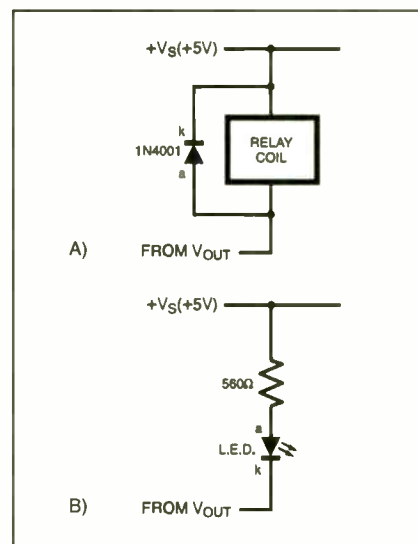 +VS(+5V)
k
1N4001
a
RELAY
COIL
A)
FROM VOUT
+VS(+5V)
560Ω
a
L.E.D.
k
B)
FROM VOUT